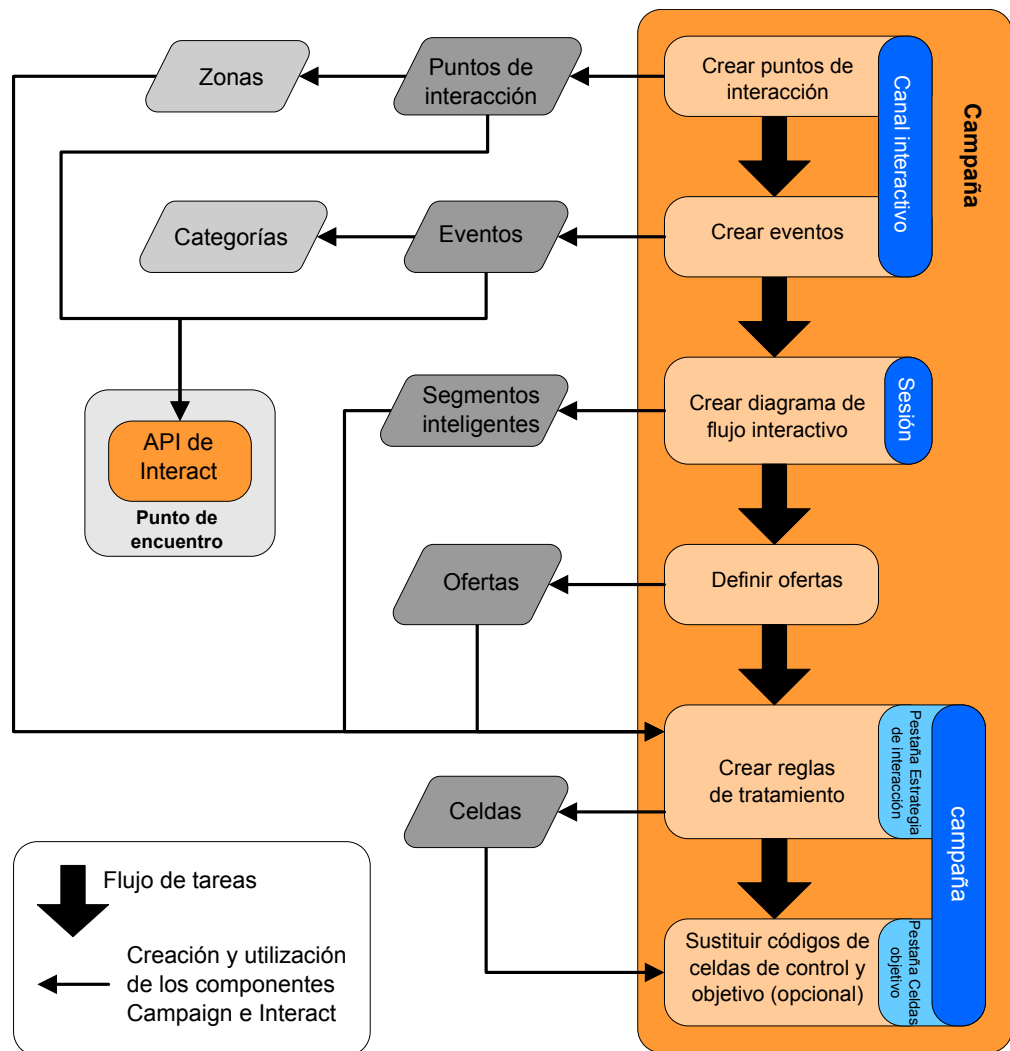 Zonas
Puntos de
interacción
Crear puntos de
interacción
Canal interactivo
Campaña
Categorías
Eventos
Crear eventos
Segmentos
inteligentes
Crear diagrama de
flujo interactivo
Sesión
API de
Interact
Punto de
encuentro
Ofertas
Definir ofertas
Crear reglas
de tratamiento
Pestaña Estrategia
de interacción
campaña
Celdas
Sustituir códigos de
celdas de control y
objetivo (opcional)
Pestaña Celdas
objetivo
Flujo de tareas
Creación y utilización
de los componentes
Campaign e Interact